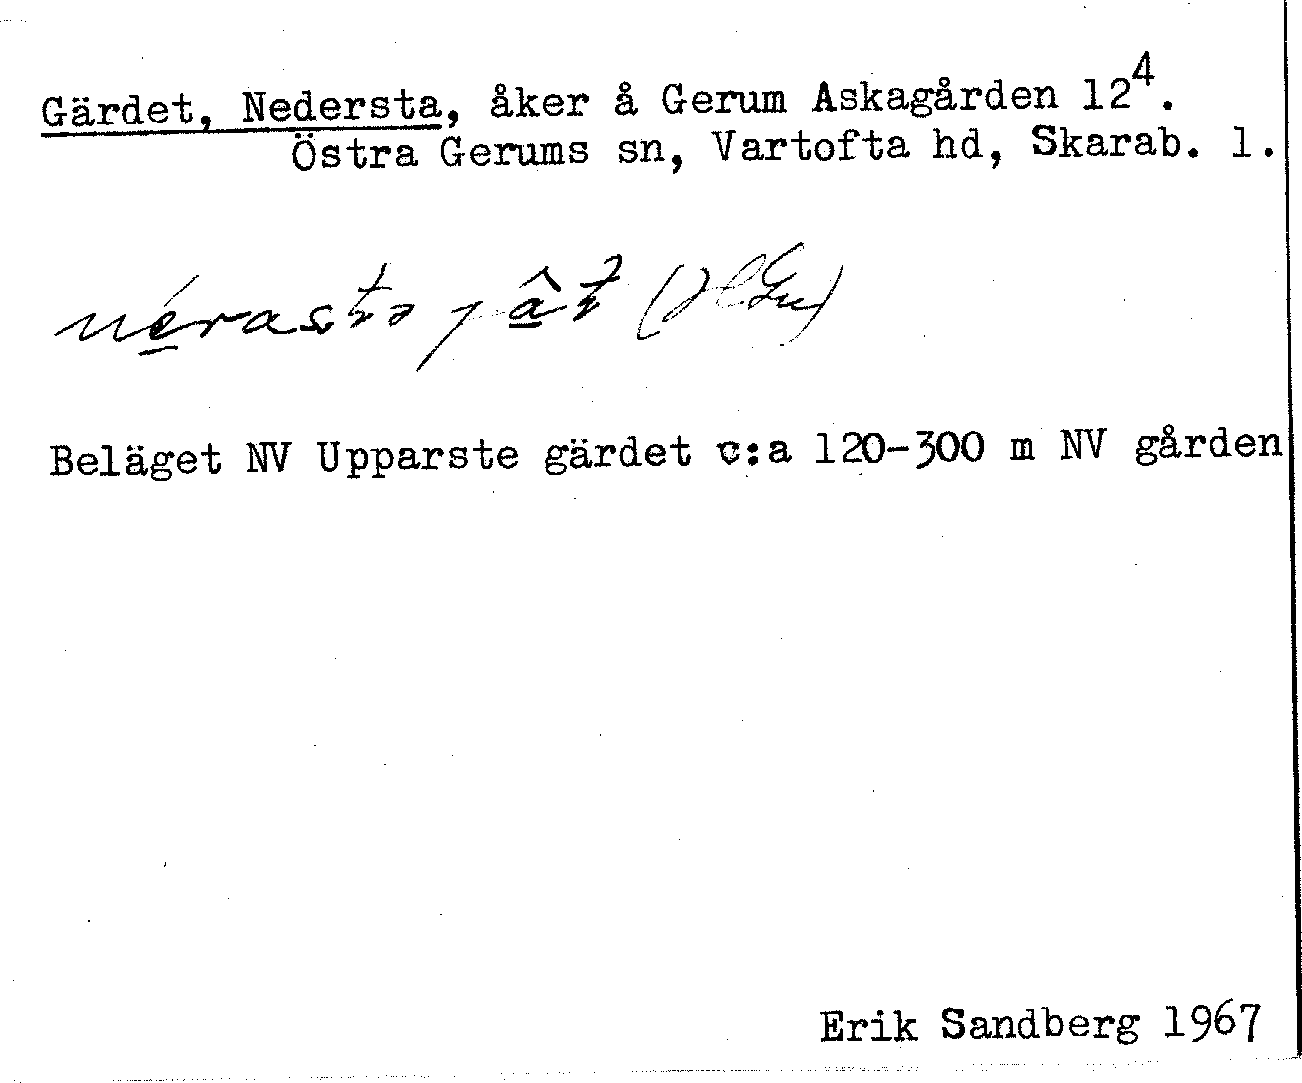 Gärdet, Nedersta, åker å Gerum Askagården 12⁴.
Östra Gerums sn, Vartofta hd, Skarab. l.
Beläget NV Upparste gärdet c:a 120-300 m NV gården
Erik Sandberg 1967